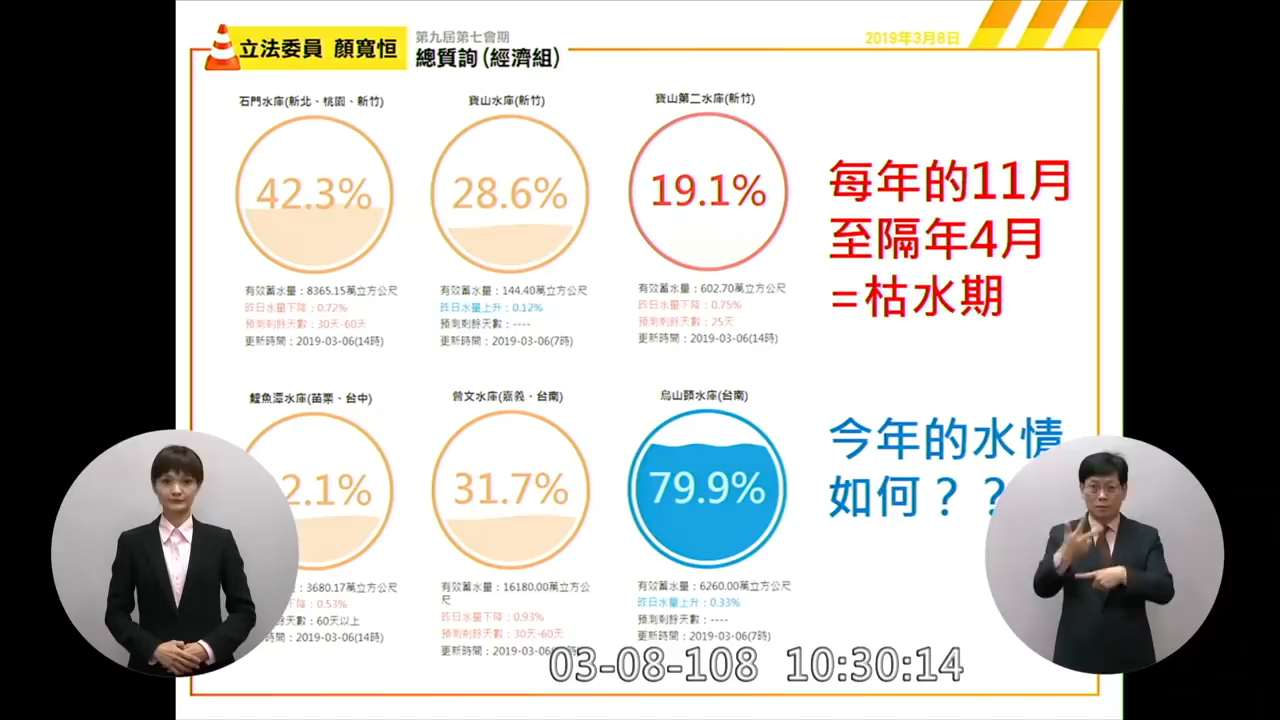 立法委員 顏寬恒
第九屆第七會期
總質詢(經濟組)
2019年3月8日
石門水庫(新北、桃園、新竹)
42.3%
有效蓄水量：8365.15萬立方公尺
昨日水量下降：0.72%
預測剩餘天數：30天-60天
更新時間：2019-03-06(14時)
寶山水庫(新竹)
28.6%
有效蓄水量：144.40萬立方公尺
昨日水量上升：0.12%
預測剩餘天數：----
更新時間：2019-03-06(7時)
寶山第二水庫(新竹)
19.1%
有效蓄水量：602.70萬立方公尺
昨日水量下降：0.75%
預測剩餘天數：25天
更新時間：2019-03-06(14時)
每年的11月
至隔年4月
=枯水期
鯉魚潭水庫(苗栗、台中)
2.1%
：3680.17萬立方公尺
下降：0.53%
餘天數：60天以上
時間：2019-03-06(14時)
曾文水庫(嘉義、台南)
31.7%
有效蓄水量：16180.00萬立方公
尺
昨日水量下降：0.93%
預測剩餘天數：30天-60天
更新時間：2019-03-06
烏山頭水庫(台南)
79.9%
有效蓄水量：6260.00萬立方公尺
昨日水量上升：0.33%
預測剩餘天數：----
更新時間：2019-03-06(7時)
今年的水情
如何？？
03-08-108 10:30:14